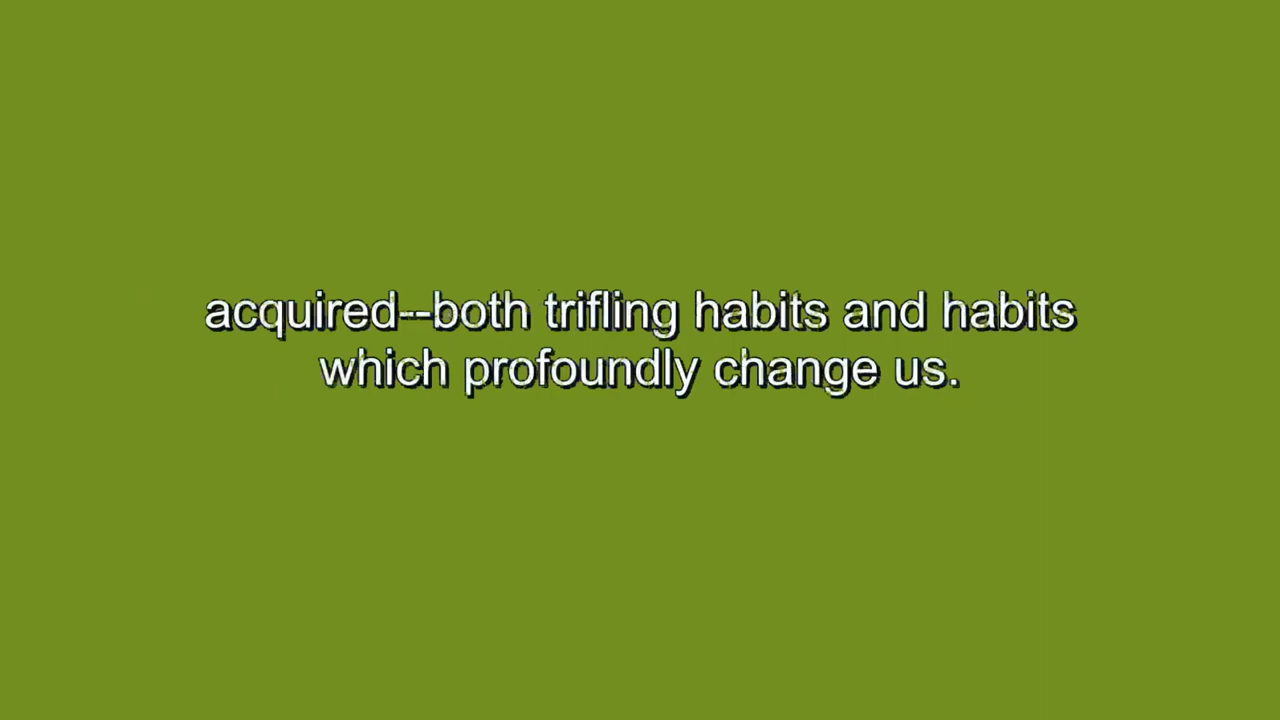 acquired--both trifling habits and habits
which profoundly change us.